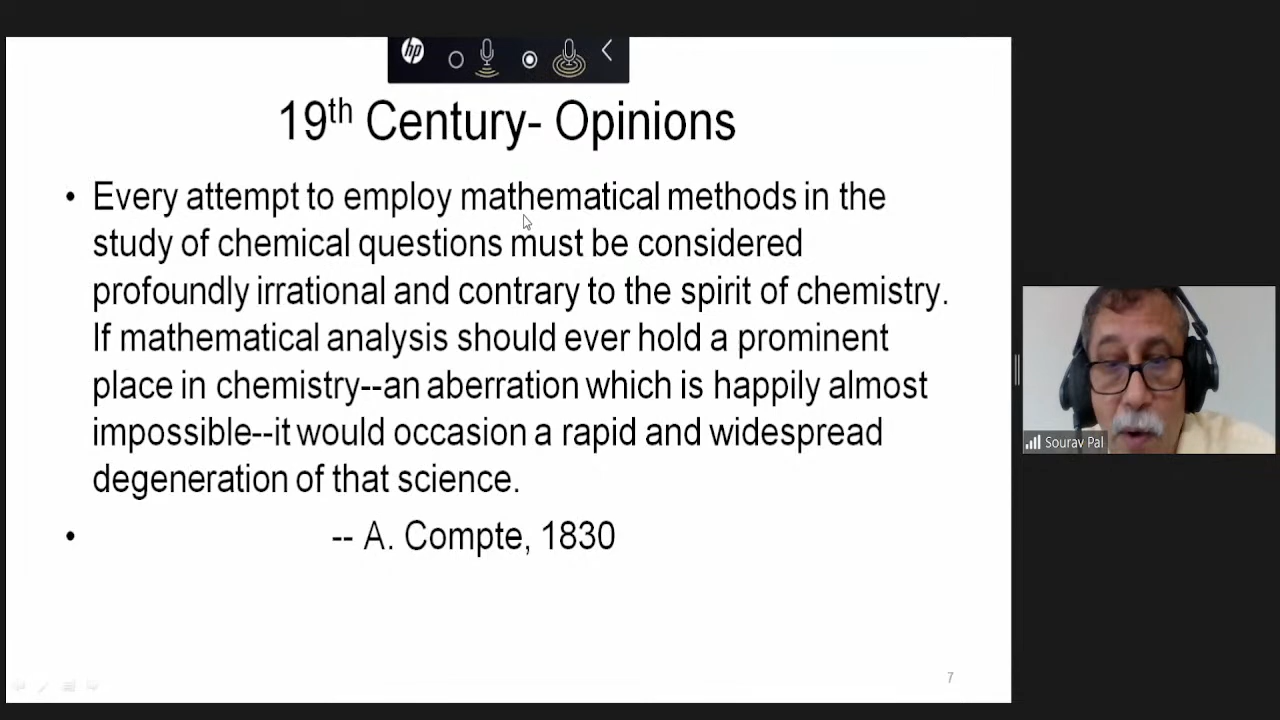 hp
19th Century- Opinions
• Every attempt to employ mathematical methods in the
study of chemical questions must be considered
profoundly irrational and contrary to the spirit of chemistry.
If mathematical analysis should ever hold a prominent
place in chemistry--an aberration which is happily almost
impossible--it would occasion a rapid and widespread
degeneration of that science.
• -- A. Compte, 1830
7
Sourav Pal